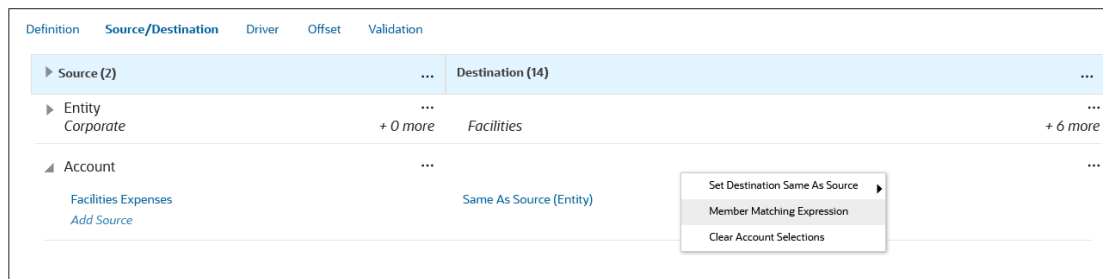 Definition Source/Destination Driver Offset Validation
Source (2) ... Destination (14) ...
Entity ... ...
Corporate + 0 more Facilities + 6 more
Account ... ...
Set Destination Same As Source
Facilities Expenses Same As Source (Entity)
Member Matching Expression
Add Source
Clear Account Selections